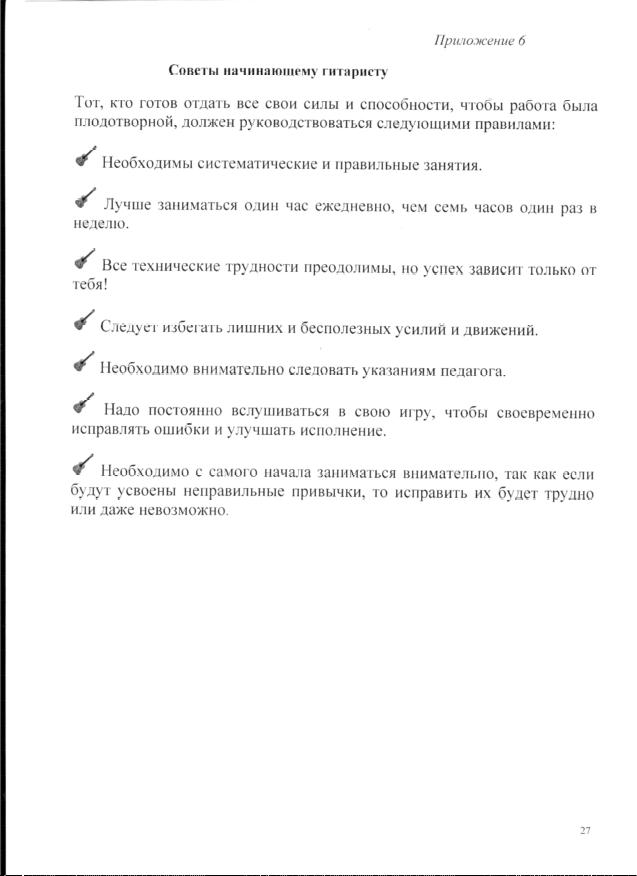 Приложение 6
Советы начинающему гитаристу
Тот, кто готов отдать все свои силы и способности, чтобы работа была
плодотворной, должен руководствоваться следующими правилами:
Необходимы систематические и правильные занятия.
Лучше заниматься один час ежедневно, чем семь часов один раз в
неделю.
Все технические трудности преодолимы, но успех зависит только от
тебя!
Следует избегать лишних и бесполезных усилий и движений.
Необходимо внимательно следовать указаниям педагога.
Надо постоянно вслушиваться в свою игру, чтобы своевременно
исправлять ошибки и улучшать исполнение.
Необходимо с самого начала заниматься внимательно, так как если
будут усвоены неправильные привычки, то исправить их будет трудно
или даже невозможно.
27